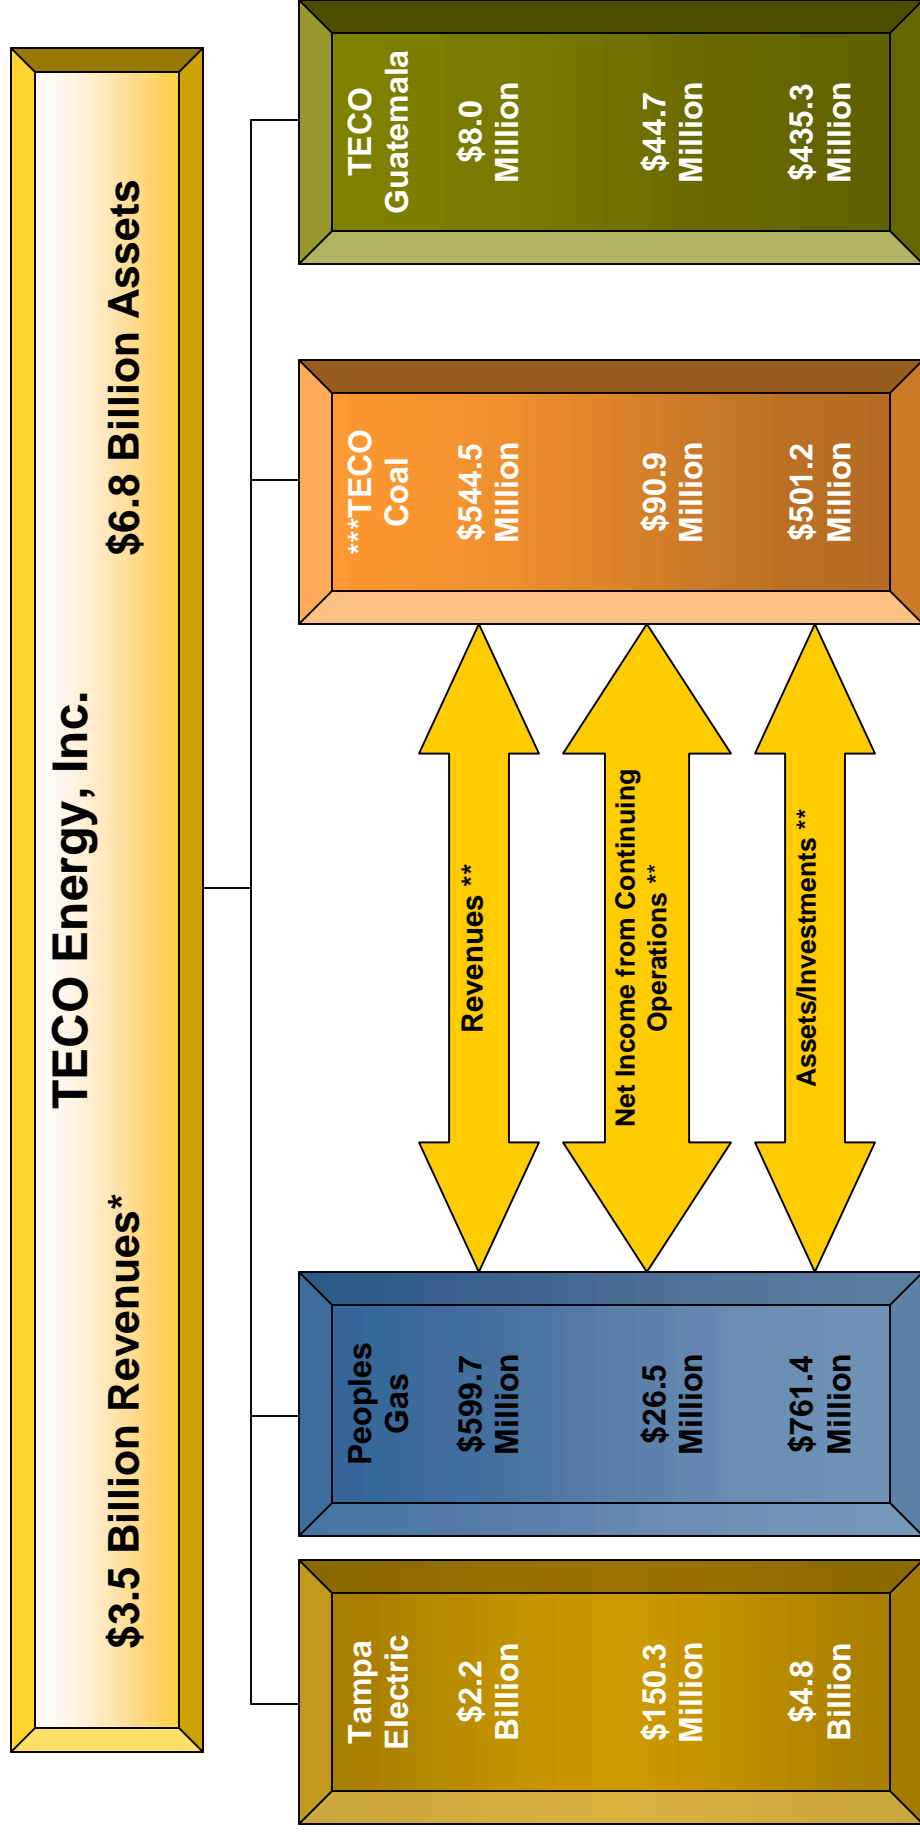 TECO Energy, Inc.
$3.5 Billion Revenues*
$6.8 Billion Assets
Tampa
Electric
$2.2
Billion
$150.3
Million
$4.8
Billion
Peoples
Gas
$599.7
Million
$26.5
Million
$761.4
Million
Revenues **
Net Income from Continuing
Operations **
Assets/Investments **
***TECO
Coal
$544.5
Million
$90.9
Million
$501.2
Million
TECO
Guatemala
$8.0
Million
$44.7
Million
$435.3
Million